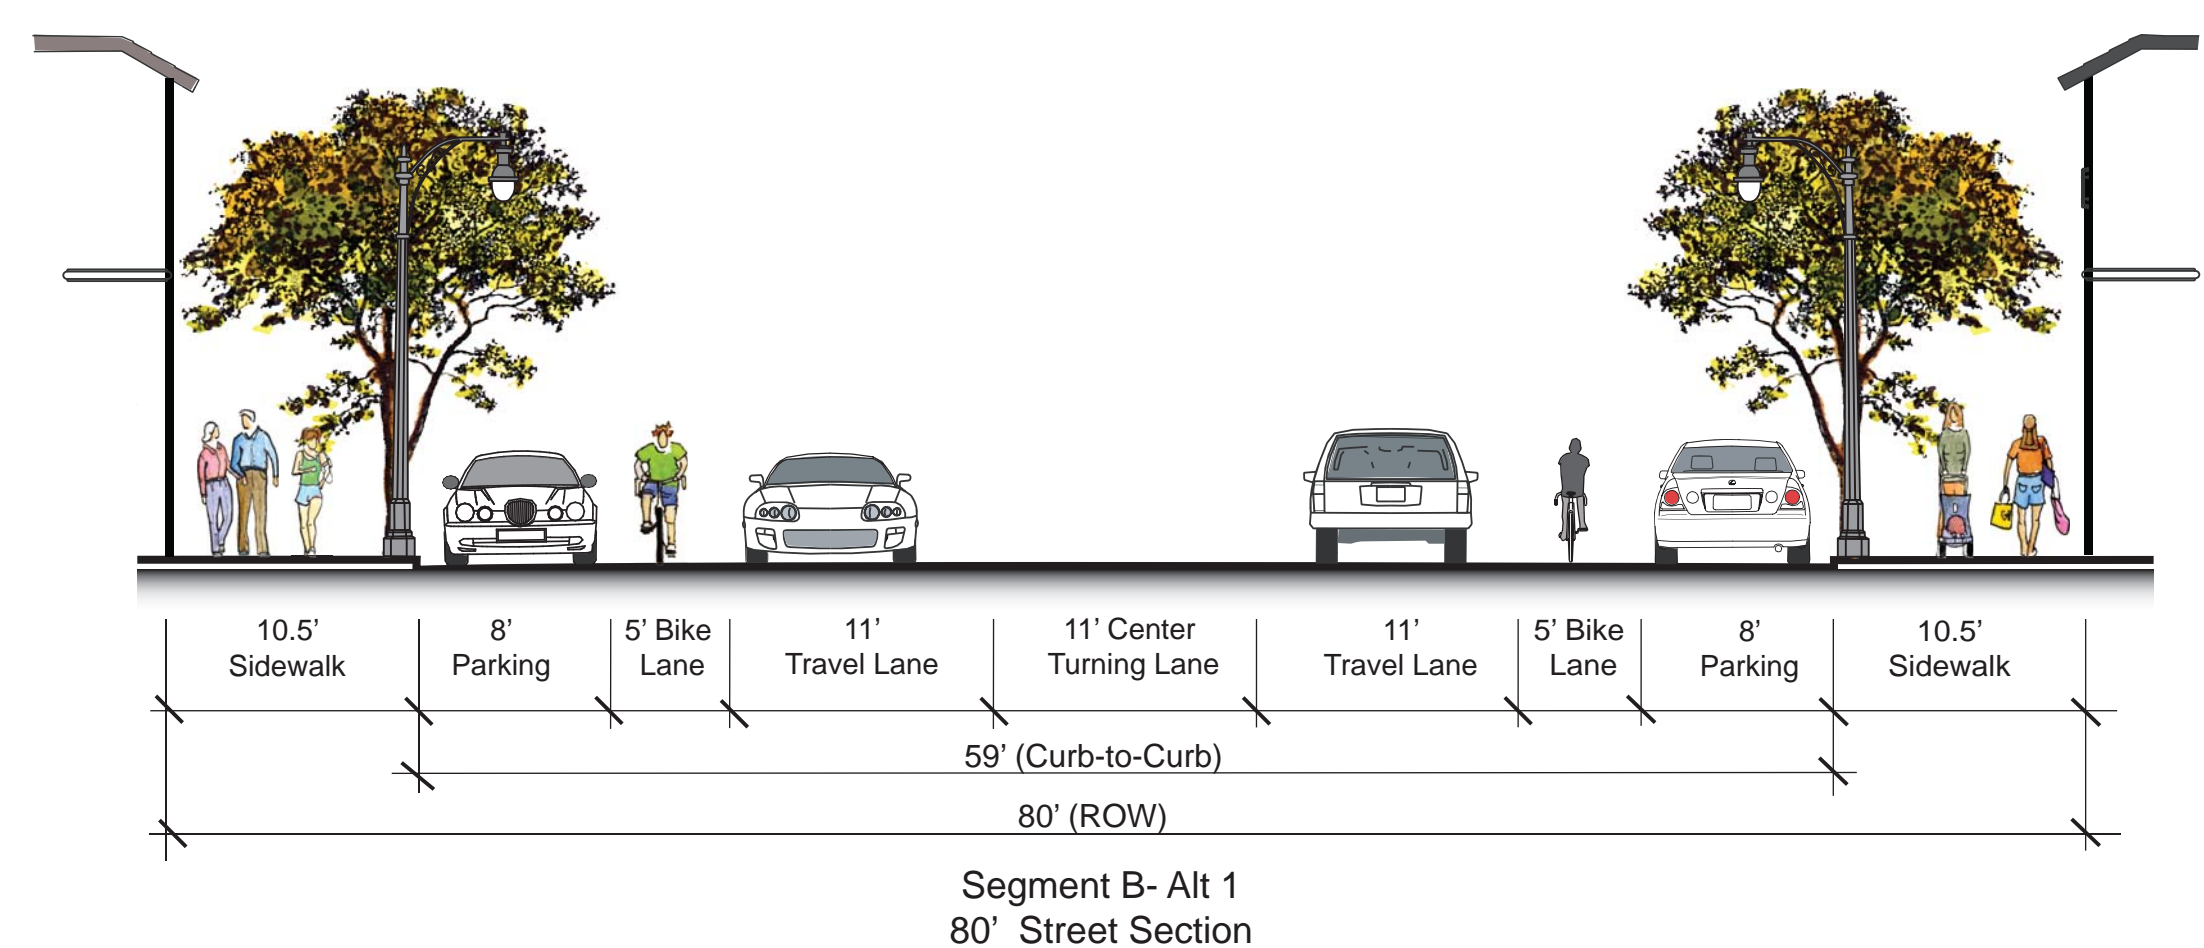 10.5’
Sidewalk
8’
Parking
5’ Bike
Lane
11’
Travel Lane
11’ Center
Turning Lane
11’
Travel Lane
5’ Bike
Lane
8’
Parking
10.5’
Sidewalk
59’ (Curb-to-Curb)
80’ (ROW)
Segment B- Alt 1
80’ Street Section